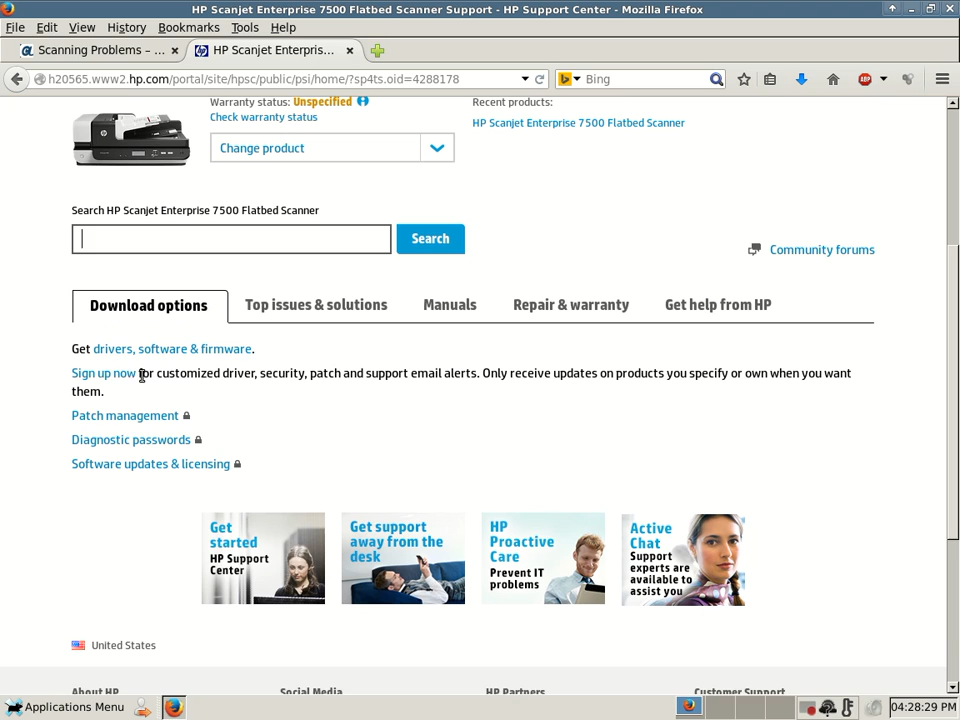 HP Scanjet Enterprise 7500 Flatbed Scanner Support - HP Support Center - Mozilla Firefox
File Edit View History Bookmarks Tools Help
Scanning Problems – ... HP Scanjet Enterpris...
h20565.www2.hp.com/portal/site/hpsc/public/psi/home/?sp4ts.oid=4288178 Bing ABP
Warranty status: Unspecified
Check warranty status
Change product
Recent products:
HP Scanjet Enterprise 7500 Flatbed Scanner
Search HP Scanjet Enterprise 7500 Flatbed Scanner
Search
Community forums
Download options Top issues & solutions Manuals Repair & warranty Get help from HP
Get drivers, software & firmware.
Sign up now for customized driver, security, patch and support email alerts. Only receive updates on products you specify or own when you want
them.
Patch management
Diagnostic passwords
Software updates & licensing
Get
started
HP Support
Center
Get support
away from the
desk
HP
Proactive
Care
Prevent IT
problems
Active
Chat
Support
experts are
available to
assist you
United States
About HP Social Media HP Partners Customer Support
Applications Menu 04:28:29 PM